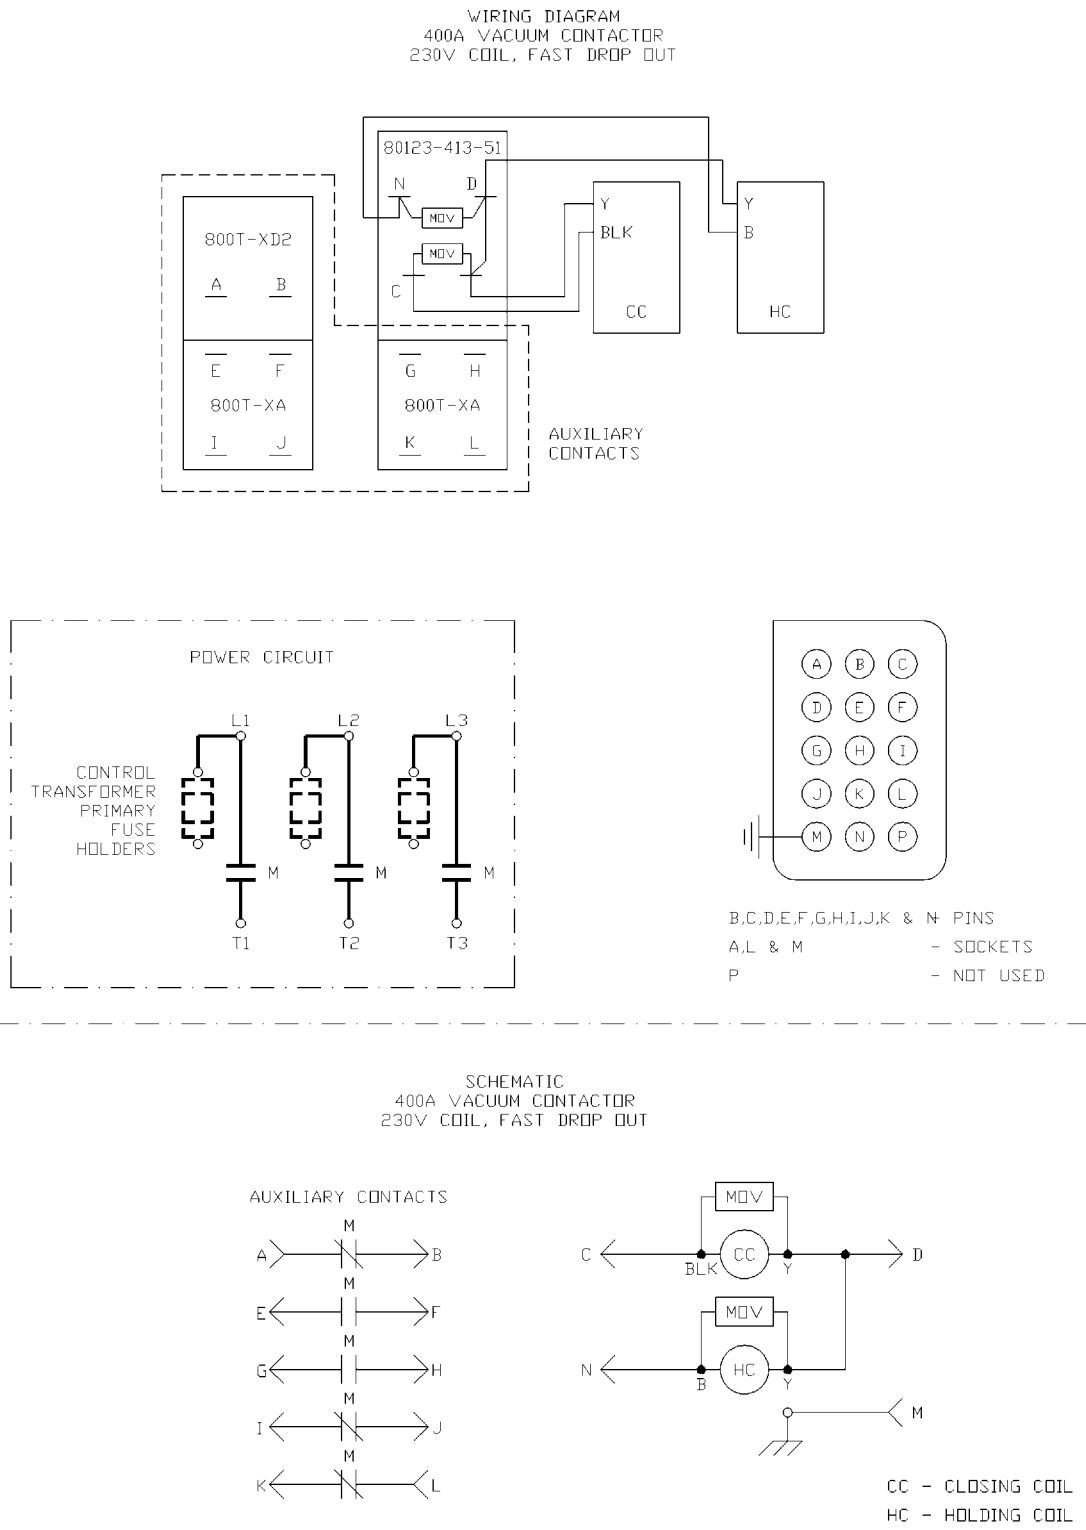 WIRING DIAGRAM
400A VACUUM CONTACTOR
230V COIL, FAST DROP OUT
80123-413-51
N D
MOV
MOV
C
Y
BLK
CC
Y
B
HC
800T-XD2
A B
E F
800T-XA
I J
G H
800T-XA
K L
AUXILIARY
CONTACTS
POWER CIRCUIT
L1 L2 L3
CONTROL
TRANSFORMER
PRIMARY
FUSE
HOLDERS
M M M
T1 T2 T3
A B C
D E F
G H I
J K L
M N P
B,C,D,E,F,G,H,I,J,K & N - PINS
A,L & M - SOCKETS
P - NOT USED
SCHEMATIC
400A VACUUM CONTACTOR
230V COIL, FAST DROP OUT
AUXILIARY CONTACTS
M
A B
M
E F
M
G H
M
I J
M
K L
MOV
C CC D
BLK Y
MOV
N HC
B Y
M
CC - CLOSING COIL
HC - HOLDING COIL